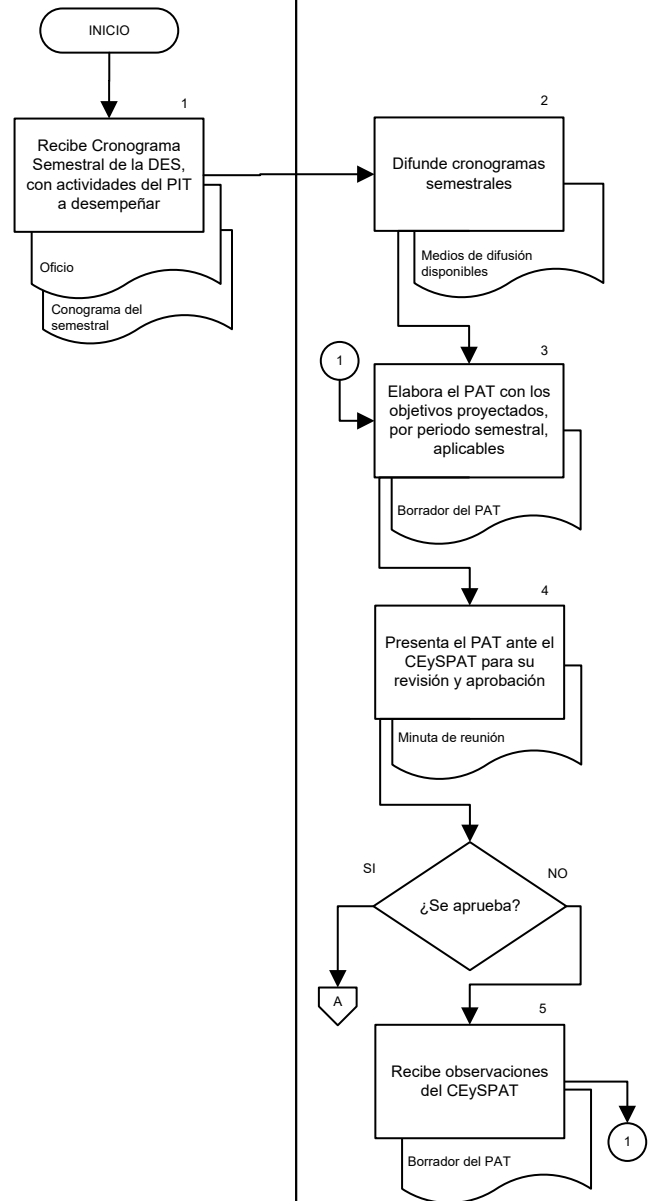 INICIO
1
Recibe Cronograma
Semestral de la DES,
con actividades del PIT
a desempeñar
Oficio
Conograma del
semestral
2
Difunde cronogramas
semestrales
Medios de difusión
disponibles
1
3
Elabora el PAT con los
objetivos proyectados,
por periodo semestral,
aplicables
Borrador del PAT
4
Presenta el PAT ante el
CEySPAT para su
revisión y aprobación
Minuta de reunión
SI
¿Se aprueba?
NO
A
5
Recibe observaciones
del CEySPAT
Borrador del PAT
1